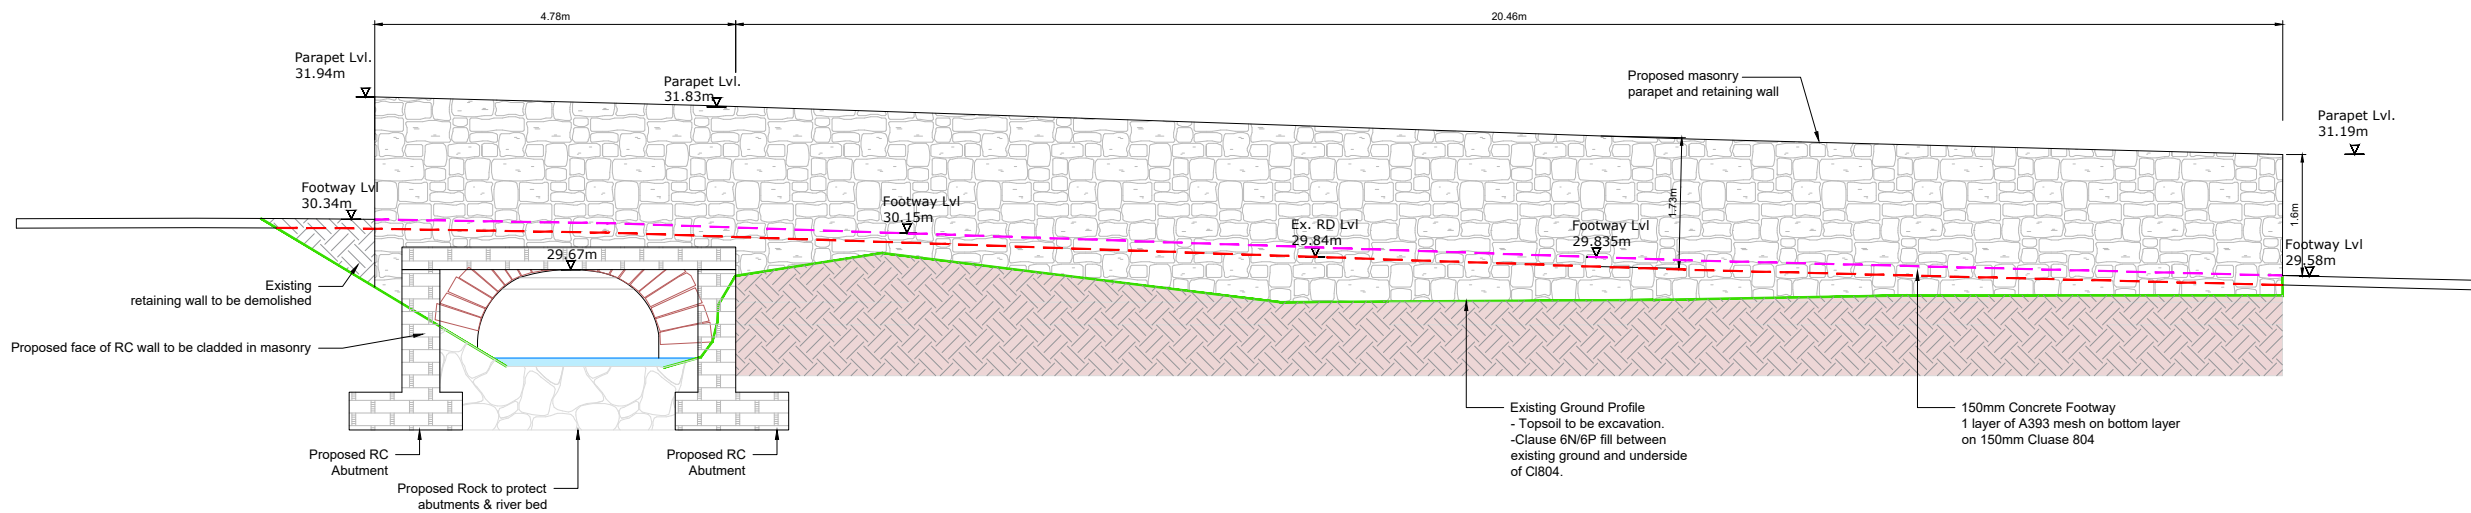 4.78m
20.46m
Parapet Lvl.
31.94m
Parapet Lvl.
31.83m
Proposed masonry
parapet and retaining wall
Parapet Lvl.
31.19m
Footway Lvl
30.34m
Footway Lvl
30.15m
Ex. RD Lvl
29.84m
Footway Lvl
29.835m
1.73m
1.6m
Footway Lvl
29.58m
29.67m
Existing
retaining wall to be demolished
Proposed face of RC wall to be cladded in masonry
Proposed RC
Abutment
Proposed Rock to protect
abutments & river bed
Proposed RC
Abutment
Existing Ground Profile
- Topsoil to be excavation.
-Clause 6N/6P fill between
existing ground and underside
of Cl804.
150mm Concrete Footway
1 layer of A393 mesh on bottom layer
on 150mm Cluase 804